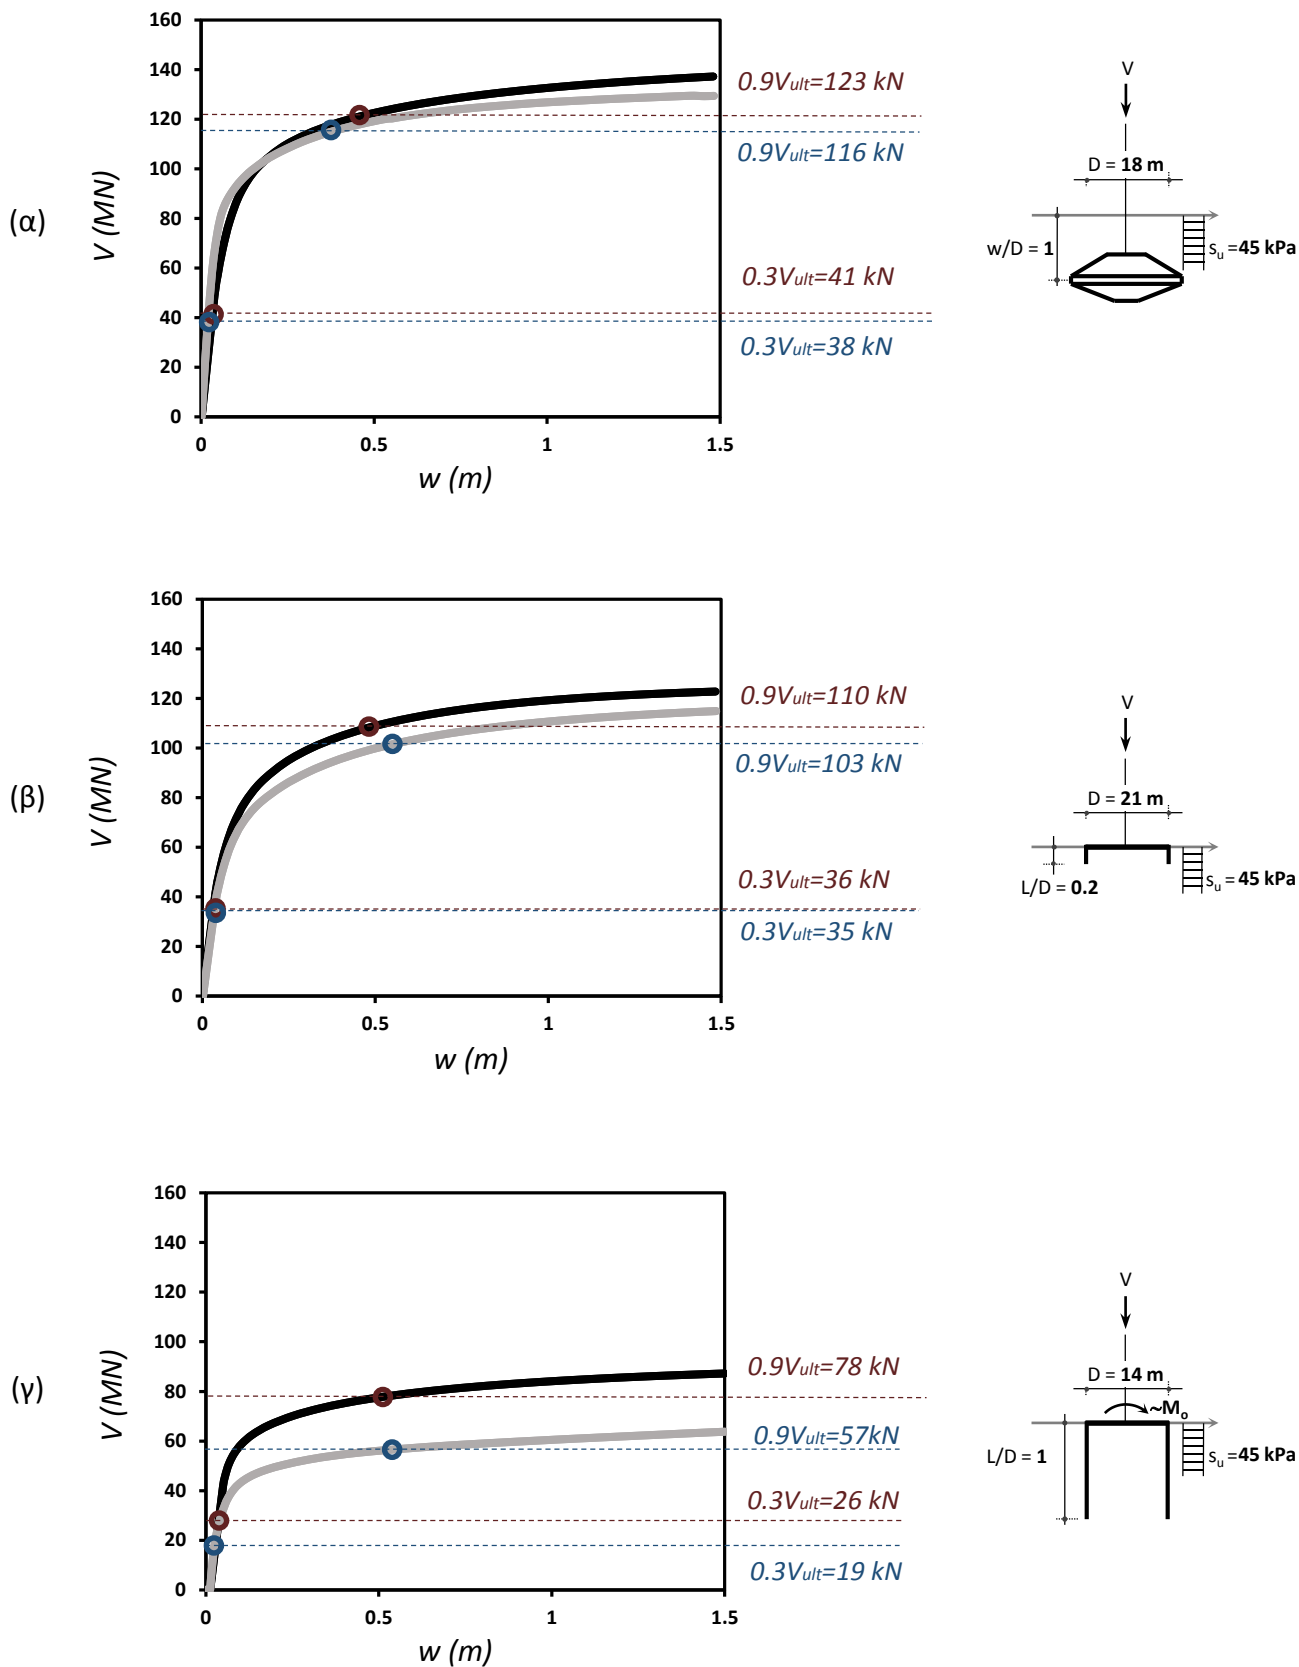 (α)
V (MN)
160
140
120
100
80
60
40
20
0
0 0.5 1 1.5
w (m)
0.9Vult=123 kN
0.9Vult=116 kN
0.3Vult=41 kN
0.3Vult=38 kN
V
D = 18 m
w/D = 1
su =45 kPa
(β)
V (MN)
160
140
120
100
80
60
40
20
0
0 0.5 1 1.5
w (m)
0.9Vult=110 kN
0.9Vult=103 kN
0.3Vult=36 kN
0.3Vult=35 kN
V
D = 21 m
L/D = 0.2
su =45 kPa
(γ)
V (MN)
160
140
120
100
80
60
40
20
0
0 0.5 1 1.5
w (m)
0.9Vult=78 kN
0.9Vult=57kN
0.3Vult=26 kN
0.3Vult=19 kN
V
D = 14 m
~Mo
L/D = 1
su =45 kPa